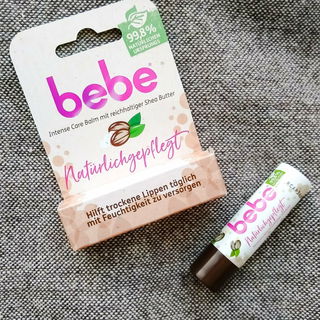 99,8%
NATÜRLICHEN
URSPRUNGS
bebe
Intense Care Balm mit reichhaltiger Shea Butter
Natürlichgepflegt
Hilft trockene Lippen täglich
mit Feuchtigkeit zu versorgen
bebe
Natürlichgepflegt